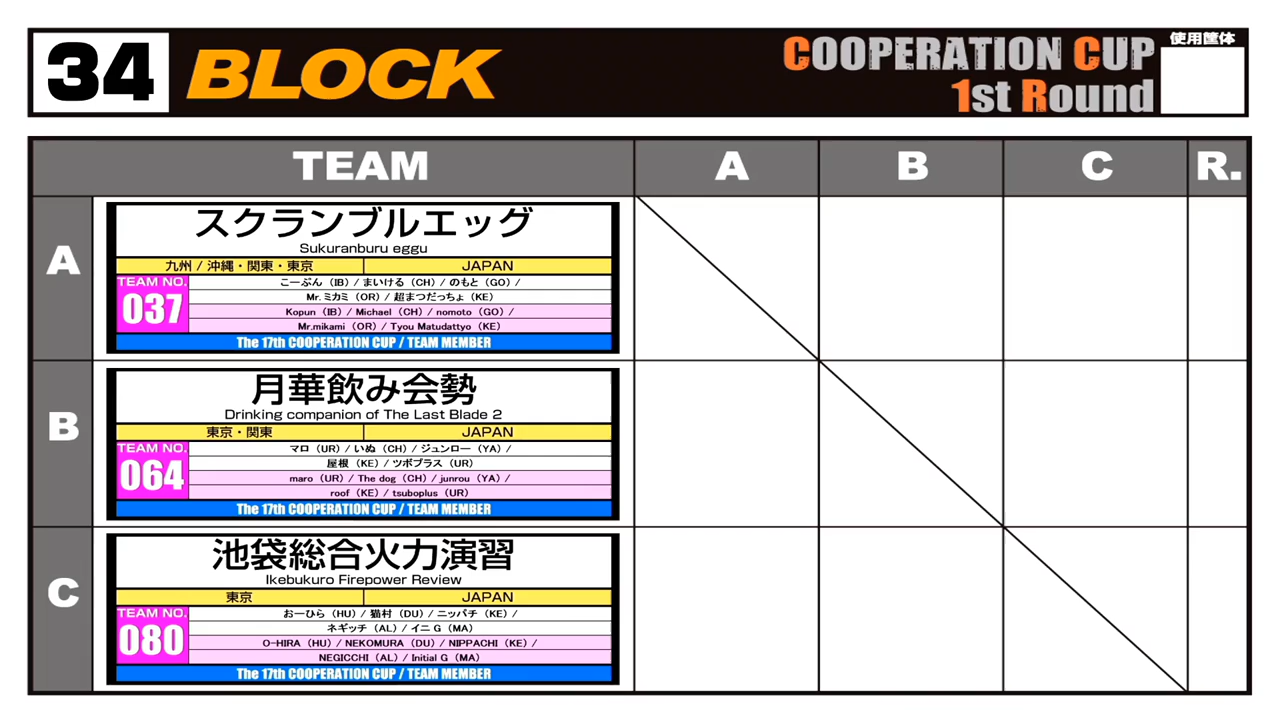 34 BLOCK
COOPERATION CUP
1st Round
使用筐体
TEAM A B C R.
A
スクランブルエッグ
Sukuranburu eggu
九州 / 沖縄・関東・東京 JAPAN
TEAM NO.
037
こーぷん（IB）/ まいける（CH）/ のもと（GO）/
Mr.ミカミ（OR）/ 超まつだっちょ（KE）
Kopun（IB）/ Michael（CH）/ nomoto（GO）/
Mr.mikami（OR）/ Tyou Matudattyo（KE）
The 17th COOPERATION CUP / TEAM MEMBER
B
月華飲み会勢
Drinking companion of The Last Blade 2
東京・関東 JAPAN
TEAM NO.
064
マロ（UR）/ いぬ（CH）/ ジュンロー（YA）/
屋根（KE）/ ツボプラス（UR）
maro（UR）/ The dog（CH）/ junrou（YA）/
roof（KE）/ tsuboplus（UR）
The 17th COOPERATION CUP / TEAM MEMBER
C
池袋総合火力演習
Ikebukuro Firepower Review
東京 JAPAN
TEAM NO.
080
おーひら（HU）/ 猫村（DU）/ ニッパチ（KE）/
ネギッチ（AL）/ イニG（MA）
O-HIRA（HU）/ NEKOMURA（DU）/ NIPPACHI（KE）/
NEGICCHI（AL）/ Initial G（MA）
The 17th COOPERATION CUP / TEAM MEMBER